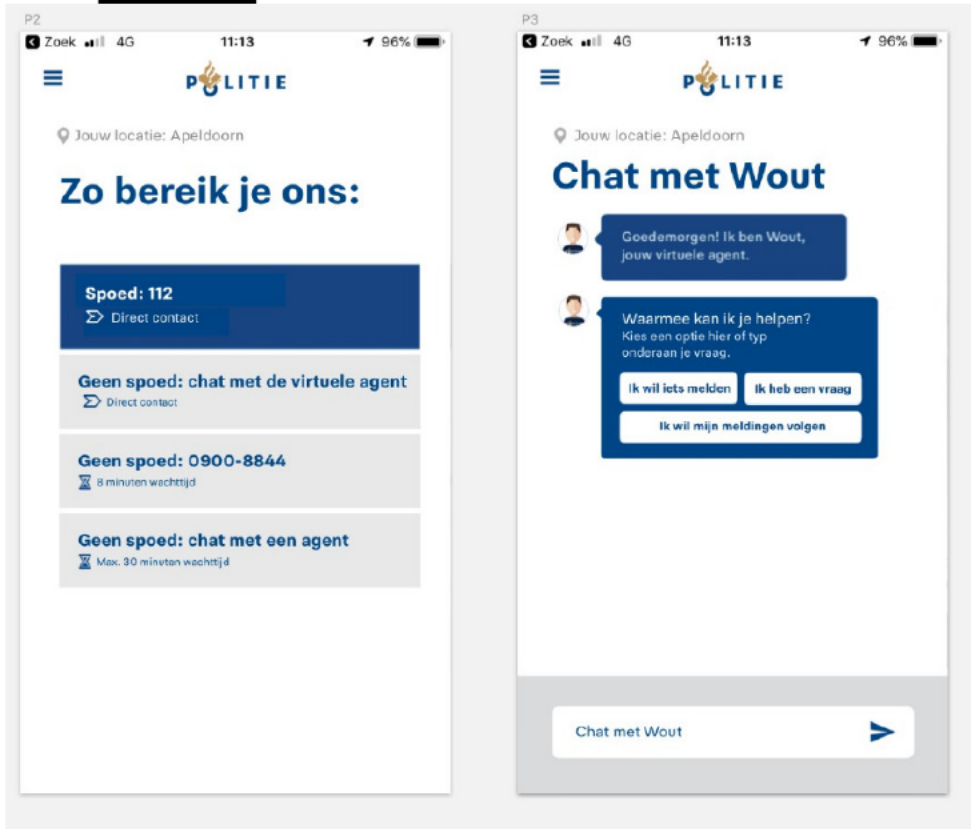 P2
Zoek 4G 11:13 96%
POLITIE
Jouw locatie: Apeldoorn
Zo bereik je ons:
Spoed: 112
Direct contact
Geen spoed: chat met de virtuele agent
Direct contact
Geen spoed: 0900-8844
8 minuten wachttijd
Geen spoed: chat met een agent
Max. 30 minuten wachttijd
P3
Zoek 4G 11:13 96%
POLITIE
Jouw locatie: Apeldoorn
Chat met Wout
Goedemorgen! Ik ben Wout,
jouw virtuele agent.
Waarmee kan ik je helpen?
Kies een optie hier of typ
onderaan je vraag.
Ik wil iets melden
Ik heb een vraag
Ik wil mijn meldingen volgen
Chat met Wout